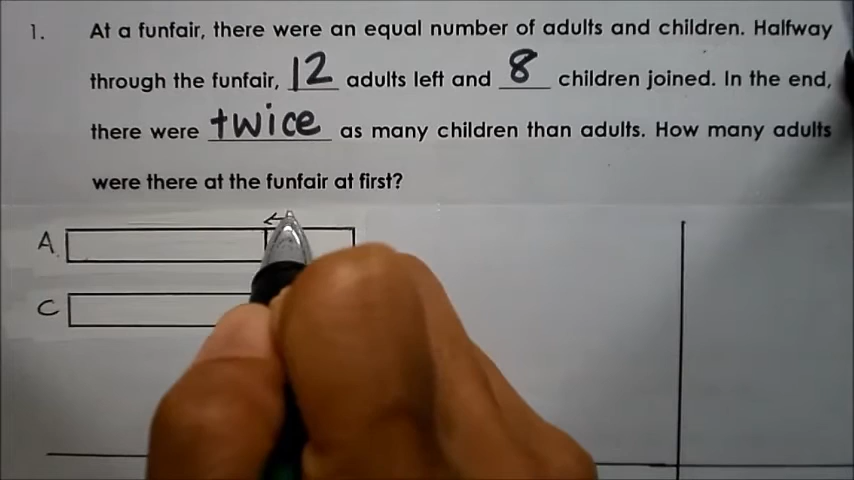 1. At a funfair, there were an equal number of adults and children. Halfway
through the funfair, 12 adults left and 8 children joined. In the end,
there were twice as many children than adults. How many adults
were there at the funfair at first?
A
C